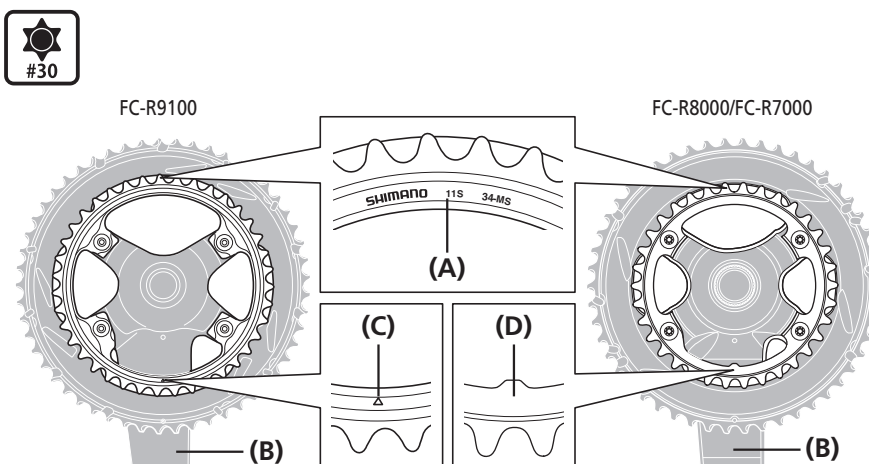 #30
FC-R9100
FC-R8000/FC-R7000
SHIMANO 11S 34-MS
(A)
(C)
(D)
(B)
(B)